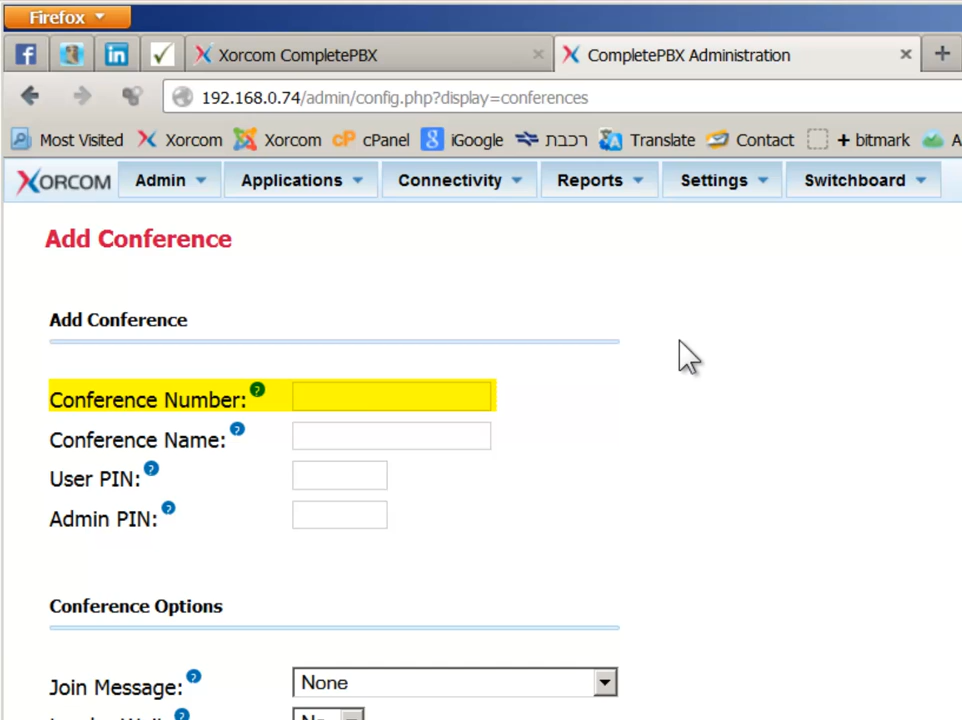 Firefox
Xorcom CompletePBX
CompletePBX Administration
192.168.0.74/admin/config.php?display=conferences
Most Visited Xorcom Xorcom cPanel iGoogle רכבת Translate Contact + bitmark A
XORCOM Admin Applications Connectivity Reports Settings Switchboard
Add Conference
Add Conference
Conference Number: ?
Conference Name: ?
User PIN: ?
Admin PIN: ?
Conference Options
Join Message: ? None